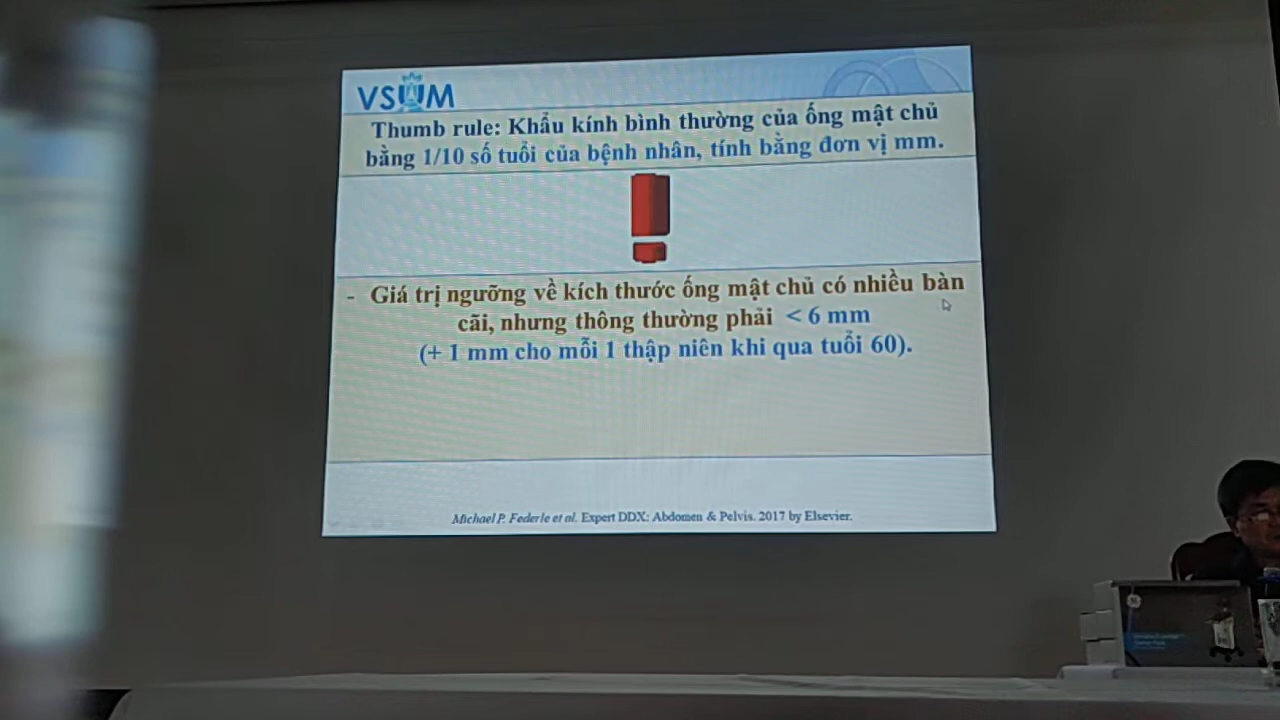 VSUM
Thumb rule: Khẩu kính bình thường của ống mật chủ
bằng 1/10 số tuổi của bệnh nhân, tính bằng đơn vị mm.
- Giá trị ngưỡng về kích thước ống mật chủ có nhiều bàn
cãi, nhưng thông thường phải < 6 mm
(+ 1 mm cho mỗi 1 thập niên khi qua tuổi 60).
Michael P. Federle et al. Expert DDX: Abdomen & Pelvis. 2017 by Elsevier.